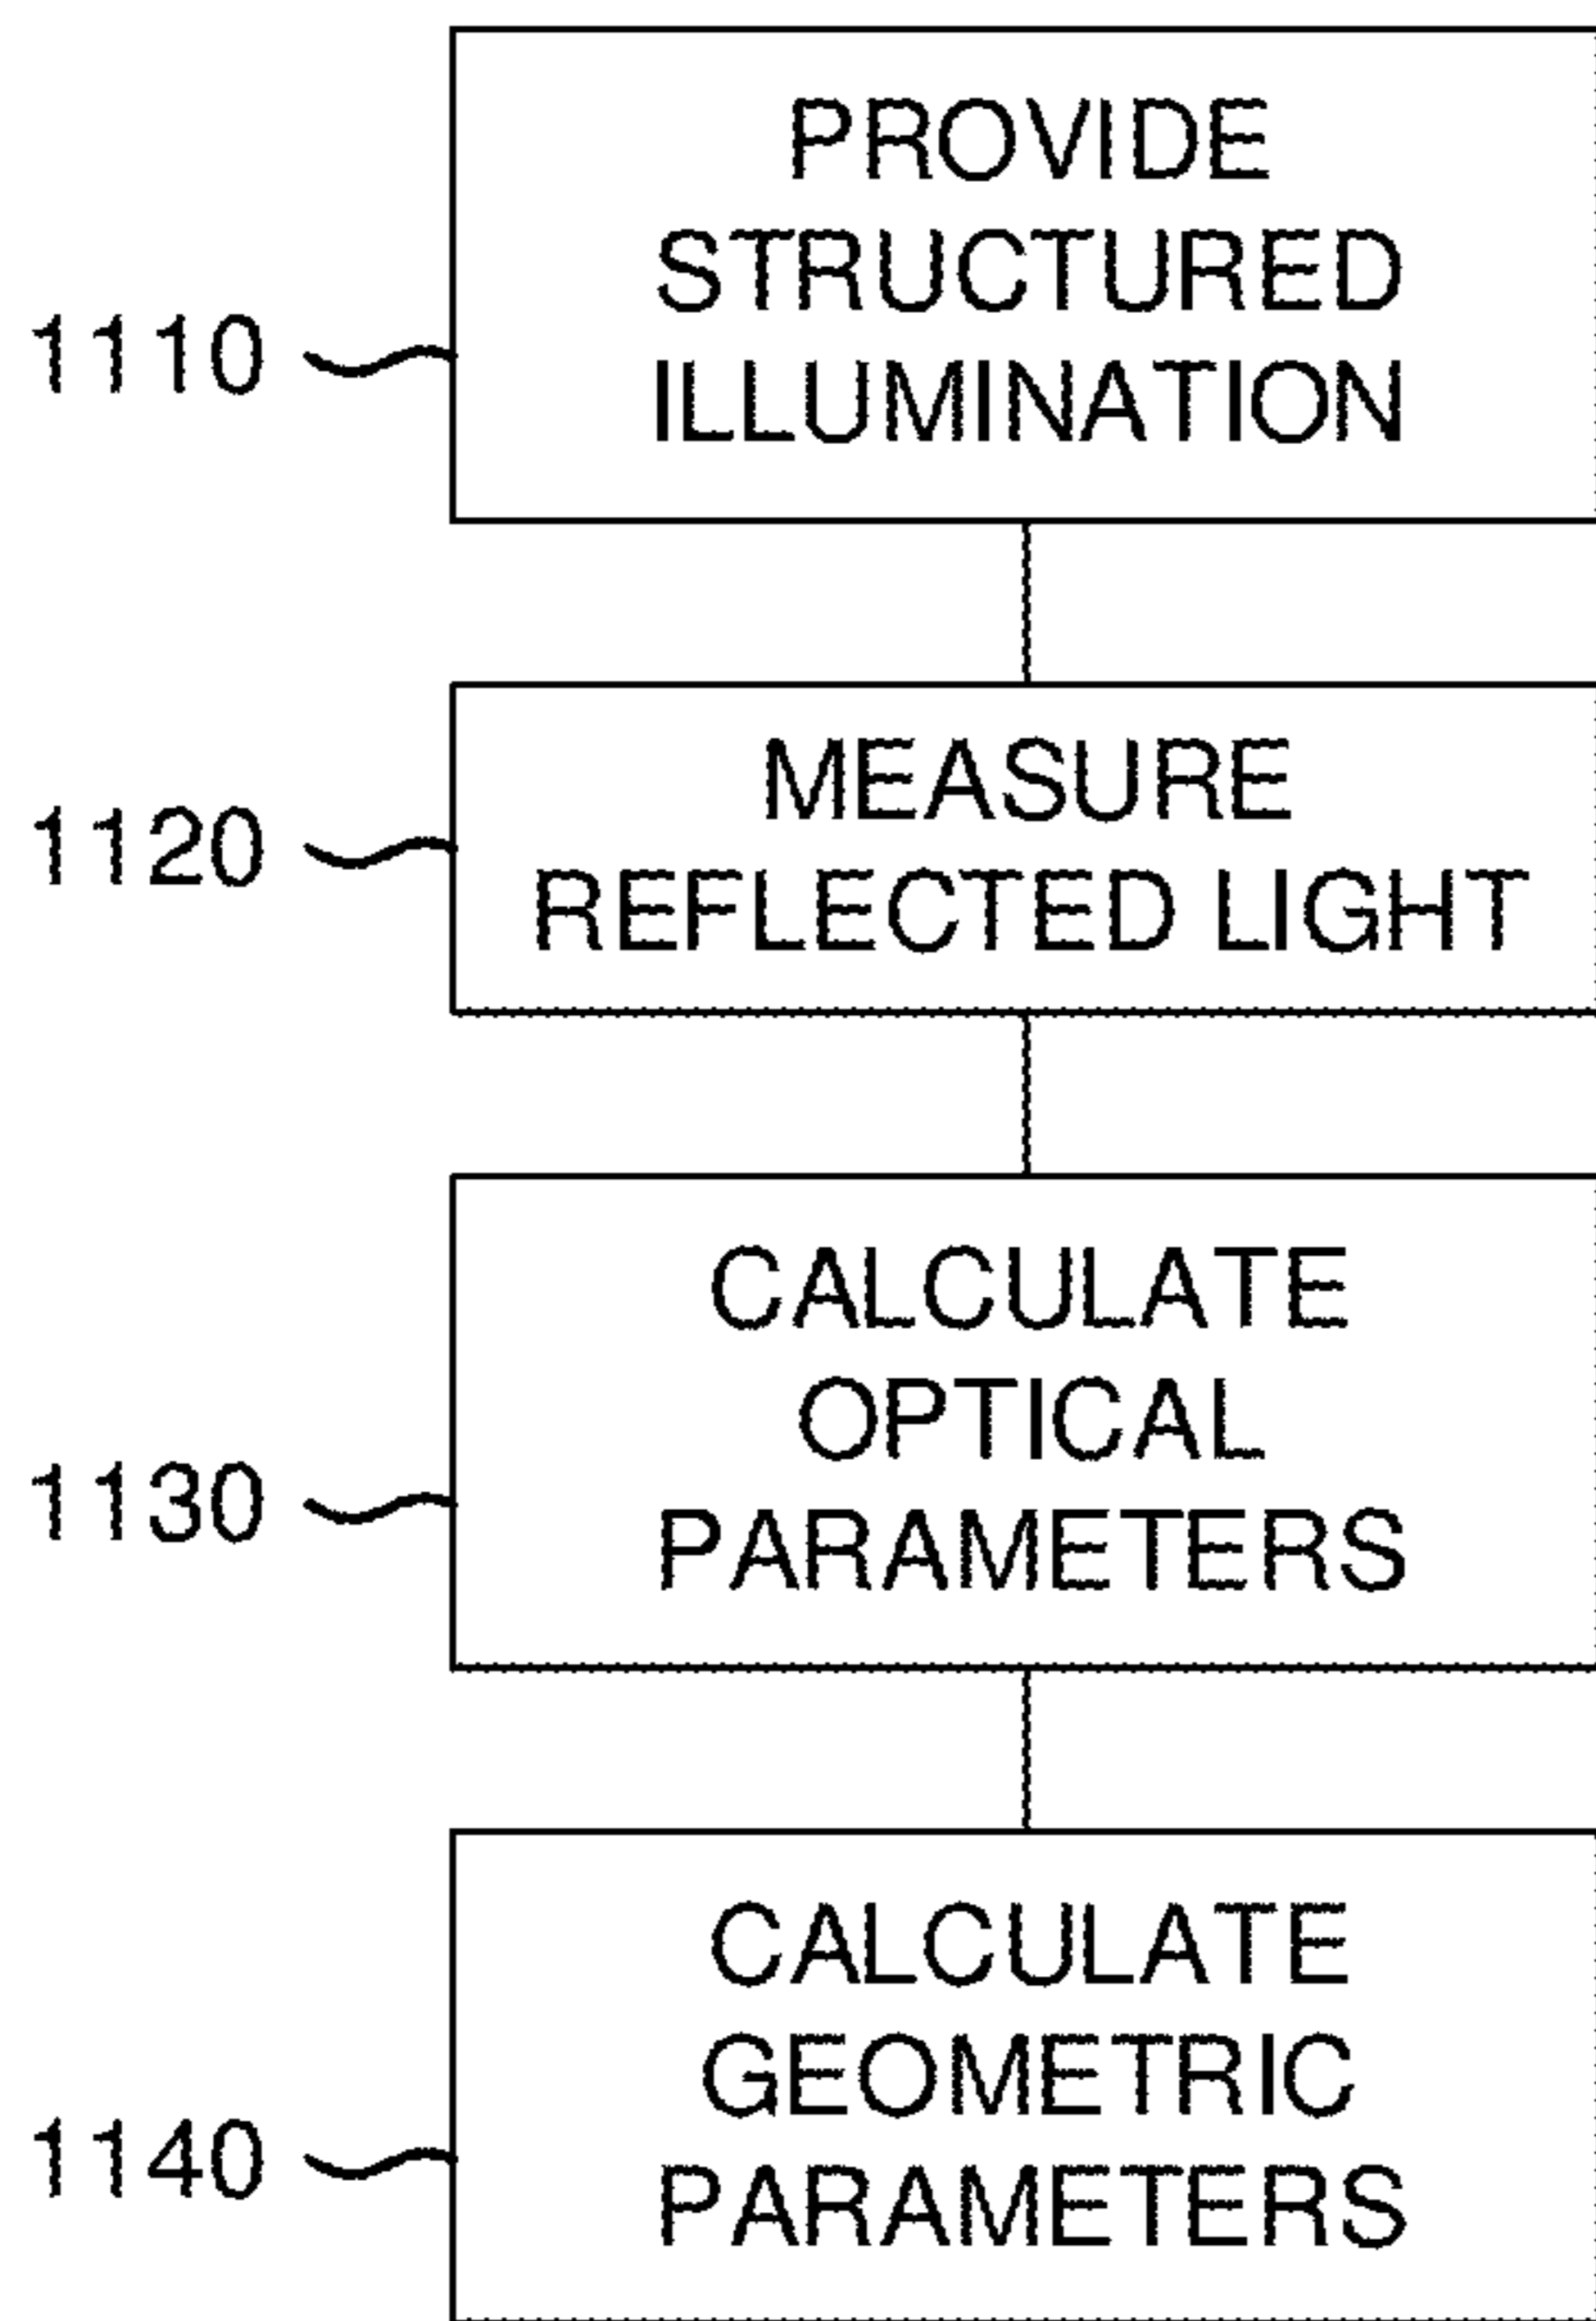 PROVIDE
STRUCTURED
1110
ILLUMINATION
MEASURE
1120
REFLECTED LIGHT
CALCULATE
OPTICAL
1130
PARAMETERS
CALCULATE
GEOMETRIC
1140
PARAMETERS